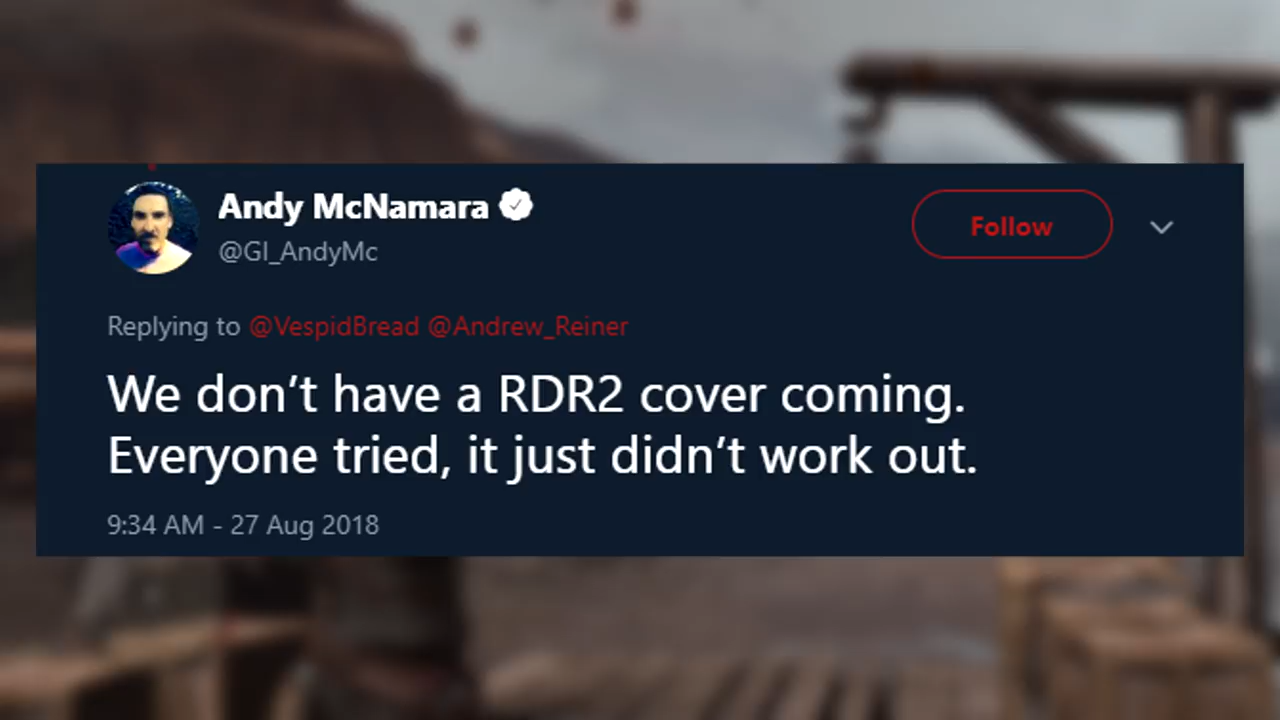 Andy McNamara
@GI_AndyMc
Follow
Replying to @VespidBread @Andrew_Reiner
We don’t have a RDR2 cover coming.
Everyone tried, it just didn’t work out.
9:34 AM - 27 Aug 2018